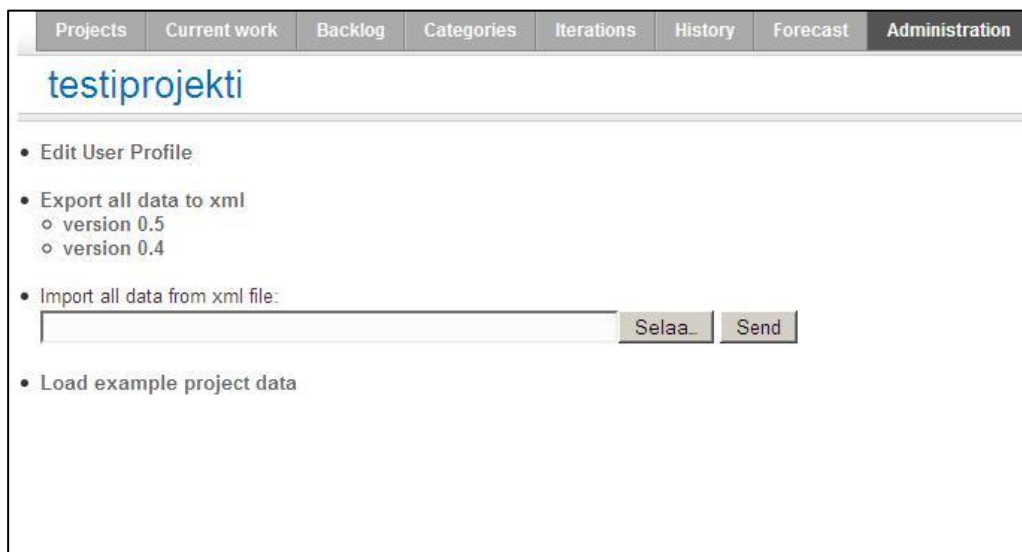 Projects Current work Backlog Categories Iterations History Forecast Administration
testiprojekti
Edit User Profile
Export all data to xml
version 0.5
version 0.4
Import all data from xml file:
Selaa... Send
Load example project data